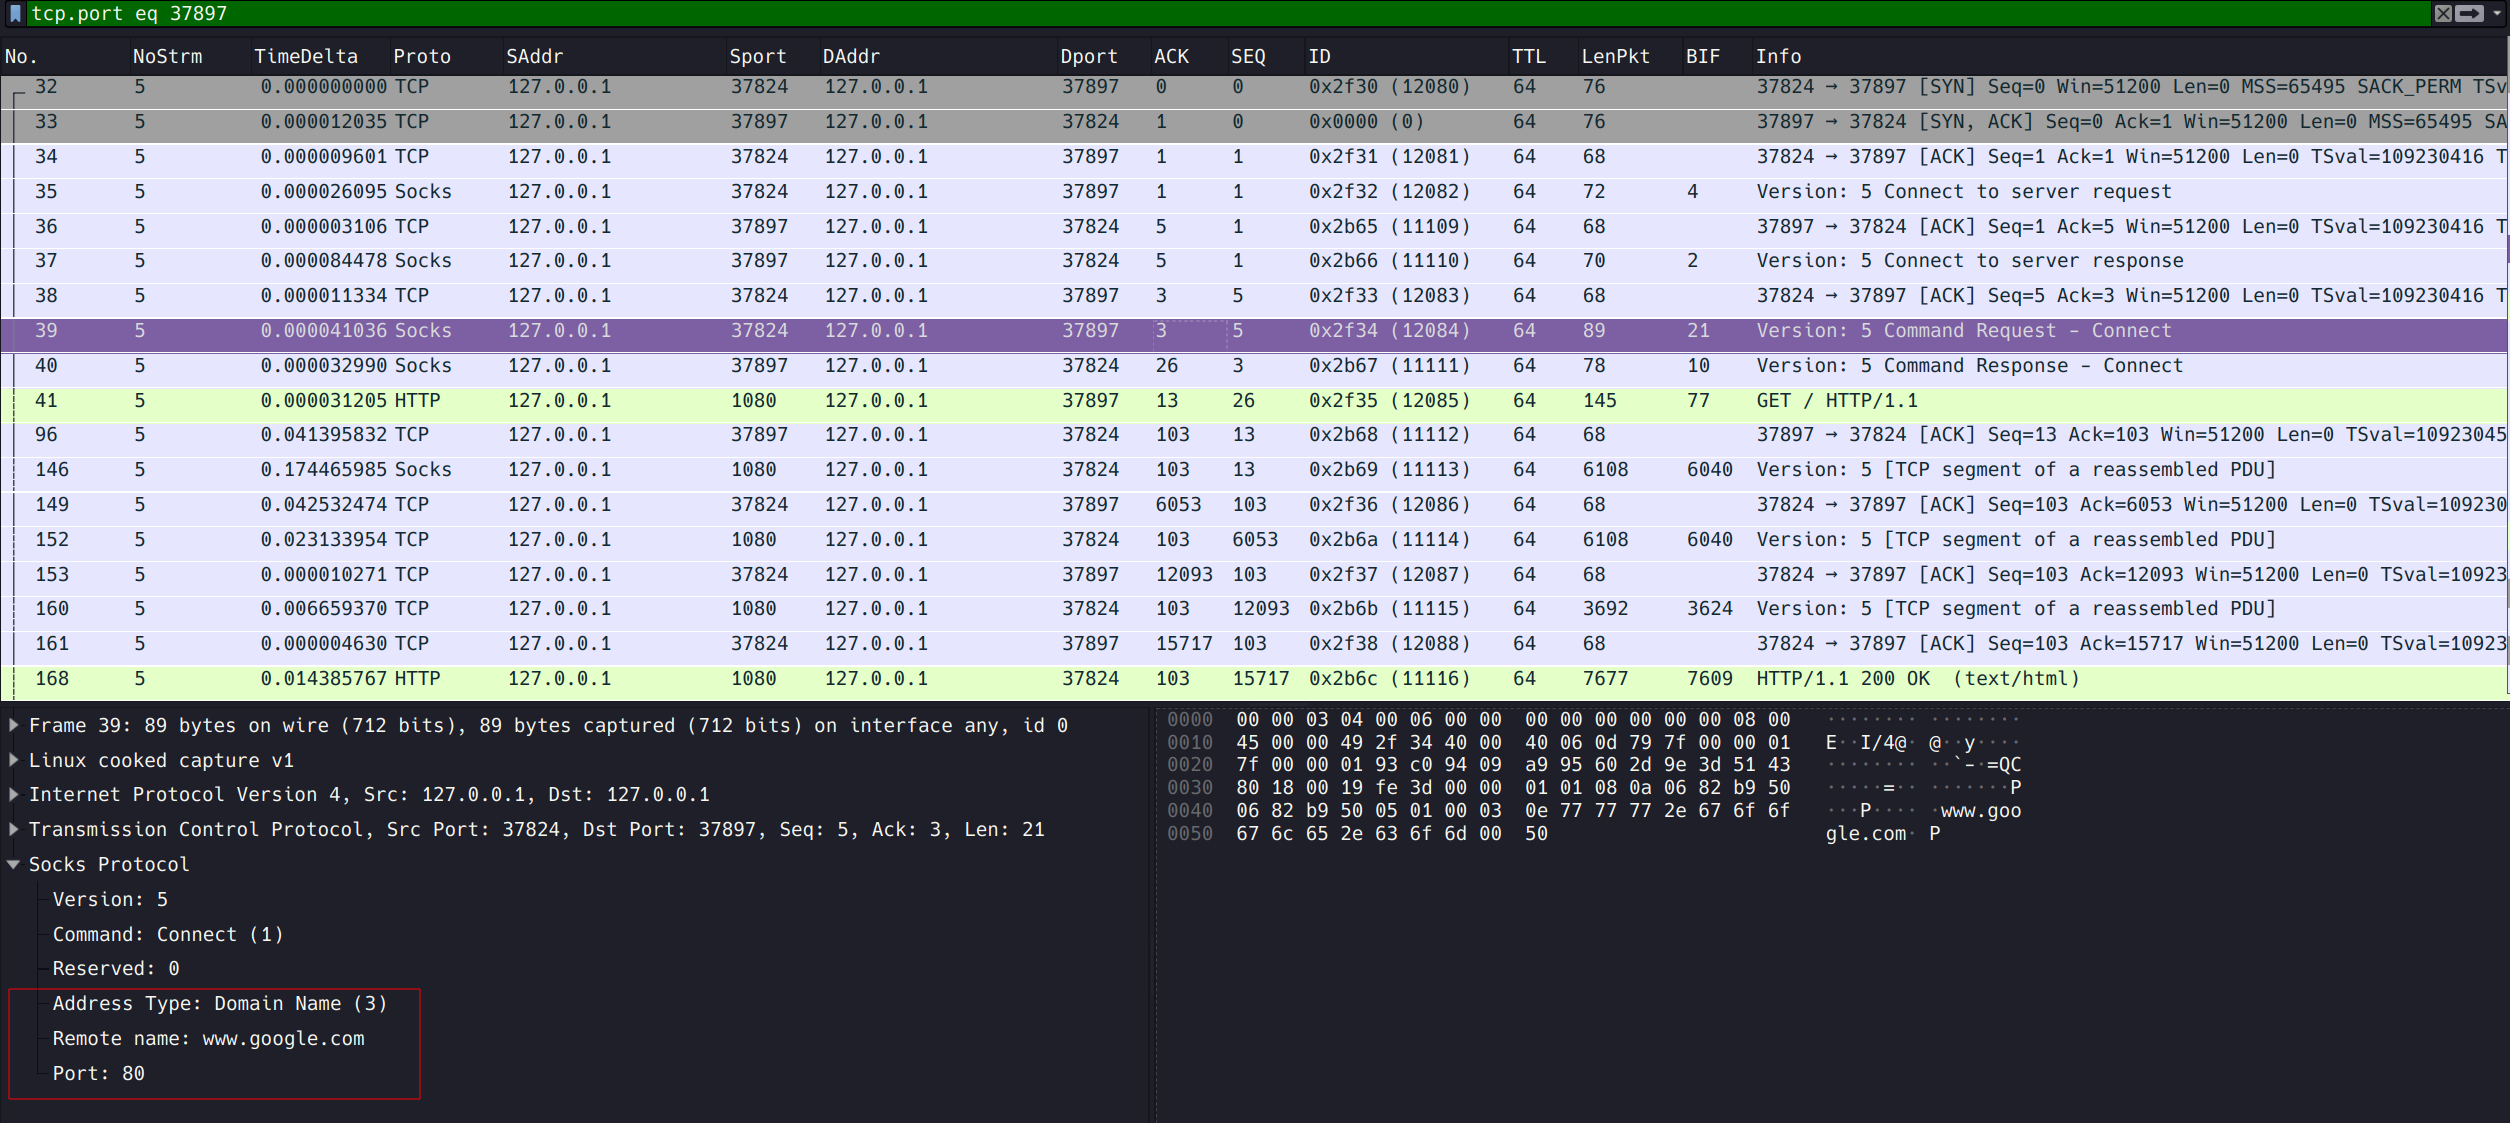 tcp.port eq 37897
No. NoStrm TimeDelta Proto SAddr Sport DAddr Dport ACK SEQ ID TTL LenPkt BIF Info
32 5 0.000000000 TCP 127.0.0.1 37824 127.0.0.1 37897 0 0 0x2f30 (12080) 64 76 37824 → 37897 [SYN] Seq=0 Win=51200 Len=0 MSS=65495 SACK_PERM TSv
33 5 0.000012035 TCP 127.0.0.1 37897 127.0.0.1 37824 1 0 0x0000 (0) 64 76 37897 → 37824 [SYN, ACK] Seq=0 Ack=1 Win=51200 Len=0 MSS=65495 SA
34 5 0.000009601 TCP 127.0.0.1 37824 127.0.0.1 37897 1 1 0x2f31 (12081) 64 68 37824 → 37897 [ACK] Seq=1 Ack=1 Win=51200 Len=0 TSval=109230416 T
35 5 0.000026095 Socks 127.0.0.1 37824 127.0.0.1 37897 1 1 0x2f32 (12082) 64 72 4 Version: 5 Connect to server request
36 5 0.000003106 TCP 127.0.0.1 37897 127.0.0.1 37824 5 1 0x2b65 (11109) 64 68 37897 → 37824 [ACK] Seq=1 Ack=5 Win=51200 Len=0 TSval=109230416 T
37 5 0.000084478 Socks 127.0.0.1 37897 127.0.0.1 37824 5 1 0x2b66 (11110) 64 70 2 Version: 5 Connect to server response
38 5 0.000011334 TCP 127.0.0.1 37824 127.0.0.1 37897 3 5 0x2f33 (12083) 64 68 37824 → 37897 [ACK] Seq=5 Ack=3 Win=51200 Len=0 TSval=109230416 T
39 5 0.000041036 Socks 127.0.0.1 37824 127.0.0.1 37897 3 5 0x2f34 (12084) 64 89 21 Version: 5 Command Request - Connect
40 5 0.000032990 Socks 127.0.0.1 37897 127.0.0.1 37824 26 3 0x2b67 (11111) 64 78 10 Version: 5 Command Response - Connect
41 5 0.000031205 HTTP 127.0.0.1 1080 127.0.0.1 37897 13 26 0x2f35 (12085) 64 145 77 GET / HTTP/1.1
96 5 0.041395832 TCP 127.0.0.1 37897 127.0.0.1 37824 103 13 0x2b68 (11112) 64 68 37897 → 37824 [ACK] Seq=13 Ack=103 Win=51200 Len=0 TSval=10923045
146 5 0.174465985 Socks 127.0.0.1 1080 127.0.0.1 37824 103 13 0x2b69 (11113) 64 6108 6040 Version: 5 [TCP segment of a reassembled PDU]
149 5 0.042532474 TCP 127.0.0.1 37824 127.0.0.1 37897 6053 103 0x2f36 (12086) 64 68 37824 → 37897 [ACK] Seq=103 Ack=6053 Win=51200 Len=0 TSval=109230
152 5 0.023133954 TCP 127.0.0.1 1080 127.0.0.1 37824 103 6053 0x2b6a (11114) 64 6108 6040 Version: 5 [TCP segment of a reassembled PDU]
153 5 0.000010271 TCP 127.0.0.1 37824 127.0.0.1 37897 12093 103 0x2f37 (12087) 64 68 37824 → 37897 [ACK] Seq=103 Ack=12093 Win=51200 Len=0 TSval=10923
160 5 0.006659370 TCP 127.0.0.1 1080 127.0.0.1 37824 103 12093 0x2b6b (11115) 64 3692 3624 Version: 5 [TCP segment of a reassembled PDU]
161 5 0.000004630 TCP 127.0.0.1 37824 127.0.0.1 37897 15717 103 0x2f38 (12088) 64 68 37824 → 37897 [ACK] Seq=103 Ack=15717 Win=51200 Len=0 TSval=10923
168 5 0.014385767 HTTP 127.0.0.1 1080 127.0.0.1 37824 103 15717 0x2b6c (11116) 64 7677 7609 HTTP/1.1 200 OK (text/html)
Frame 39: 89 bytes on wire (712 bits), 89 bytes captured (712 bits) on interface any, id 0
Linux cooked capture v1
Internet Protocol Version 4, Src: 127.0.0.1, Dst: 127.0.0.1
Transmission Control Protocol, Src Port: 37824, Dst Port: 37897, Seq: 5, Ack: 3, Len: 21
Socks Protocol
Version: 5
Command: Connect (1)
Reserved: 0
Address Type: Domain Name (3)
Remote name: www.google.com
Port: 80
0000 00 00 03 04 00 06 00 00 00 00 00 00 00 00 08 00 ········ ········
0010 45 00 00 49 2f 34 40 00 40 06 0d 79 7f 00 00 01 E··I/4@· @··y····
0020 7f 00 00 01 93 c0 94 09 a9 95 60 2d 9e 3d 51 43 ········ ··`-·=QC
0030 80 18 00 19 fe 3d 00 00 01 01 08 0a 06 82 b9 50 ·····=·· ·······P
0040 06 82 b9 50 05 01 00 03 0e 77 77 77 2e 67 6f 6f ···P···· ·www.goo
0050 67 6c 65 2e 63 6f 6d 00 50 gle.com· P